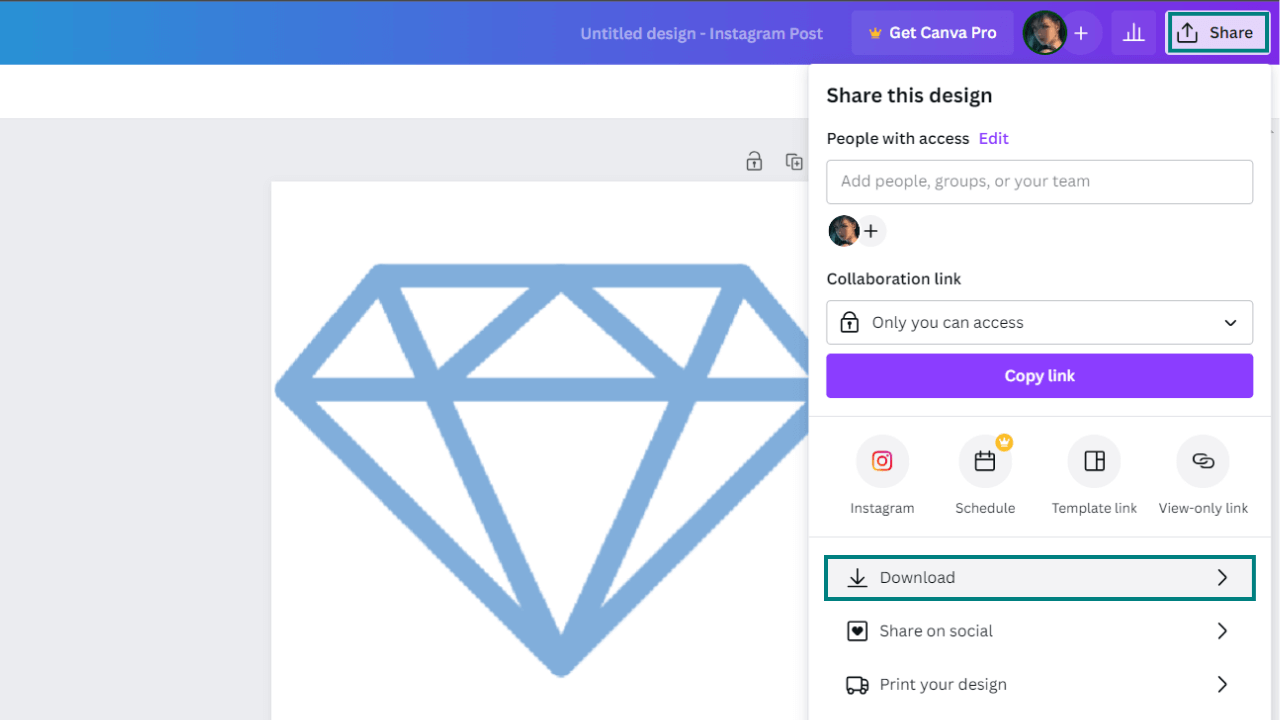 Untitled design - Instagram Post
Get Canva Pro
Share
Share this design
People with access Edit
Add people, groups, or your team
Collaboration link
Only you can access
Copy link
Instagram
Schedule
Template link
View-only link
Download
Share on social
Print your design